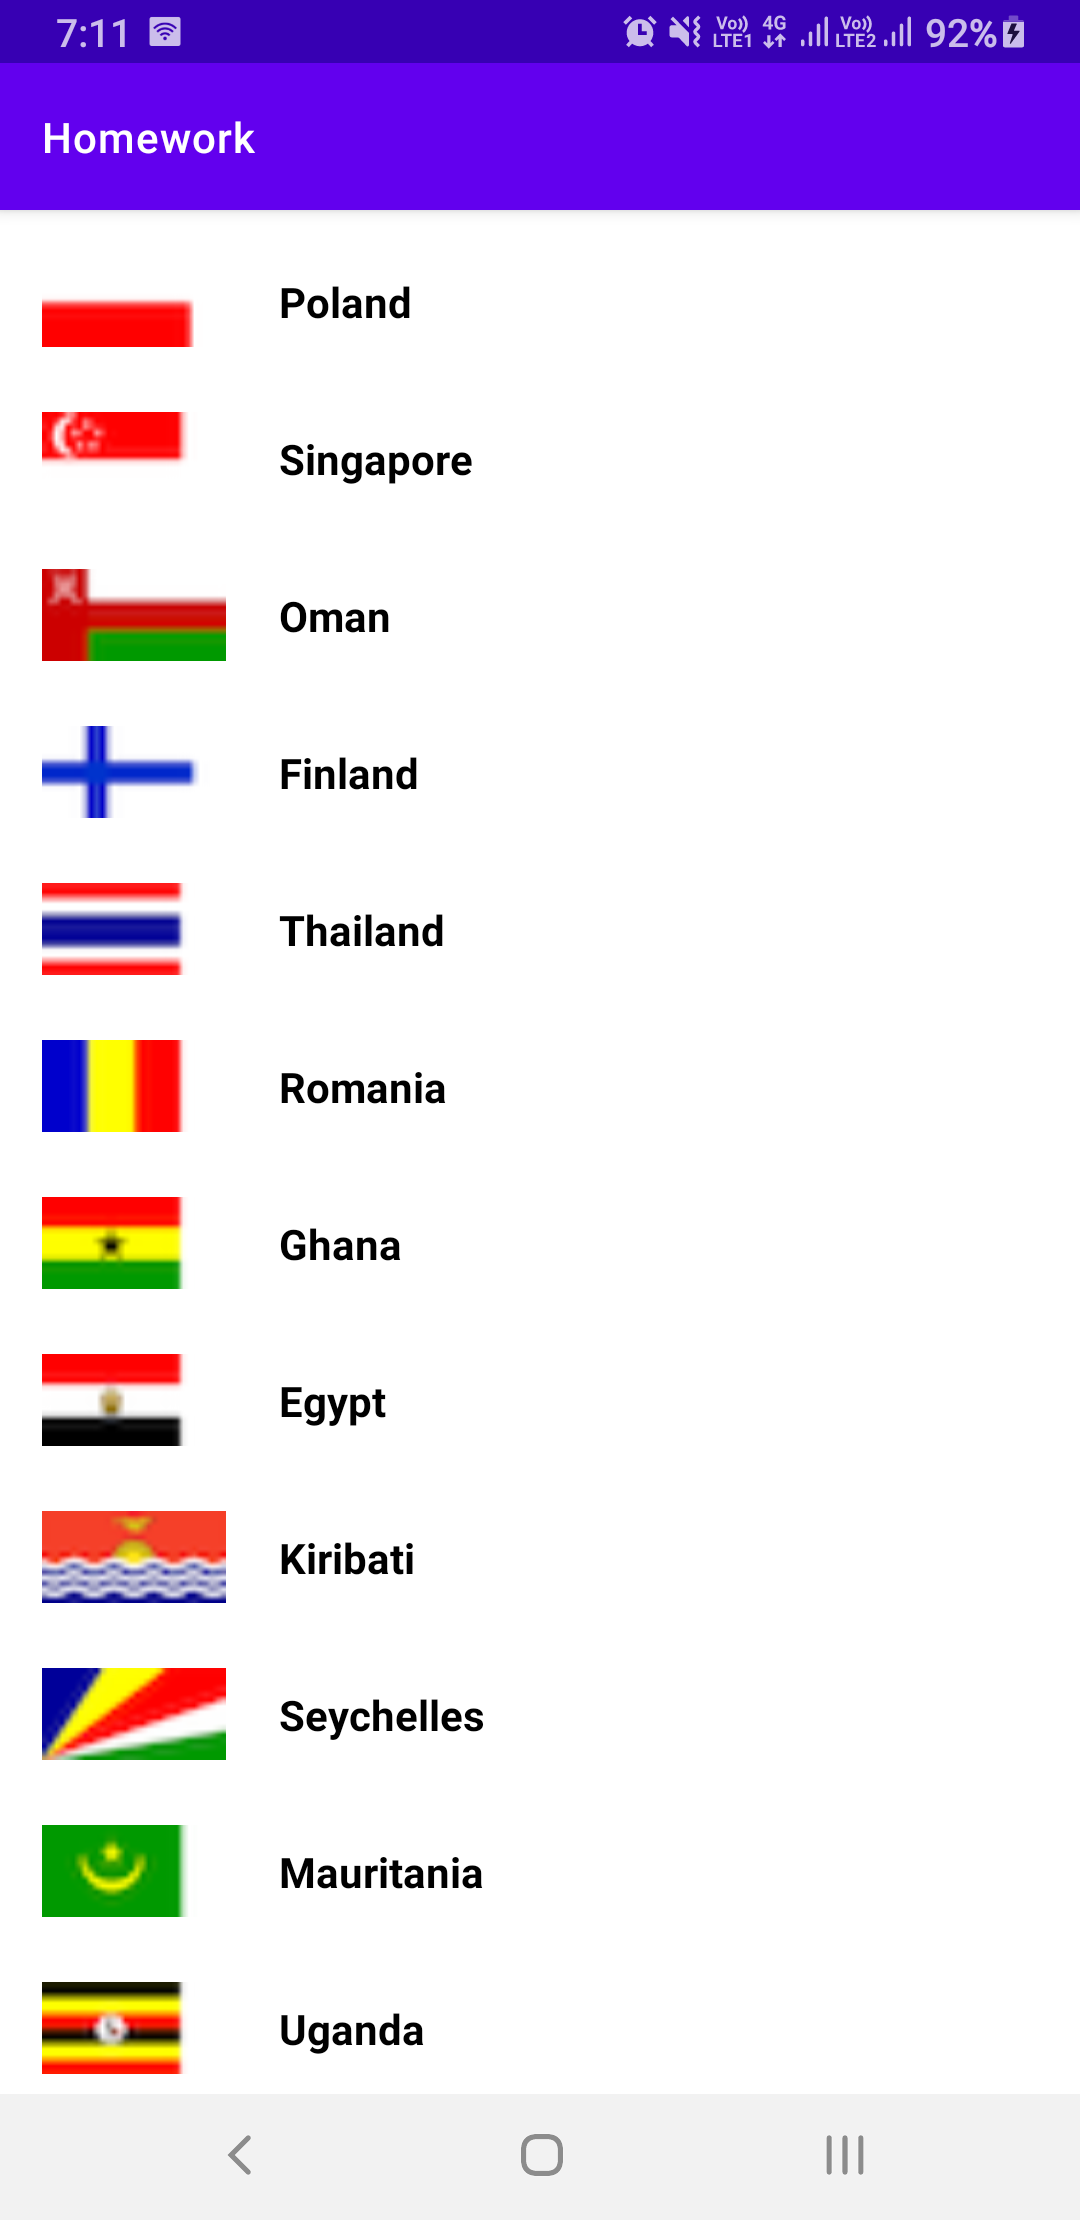 7:11 Vo)) LTE1 4G Vo)) LTE2 92%
Homework
Poland
Singapore
Oman
Finland
Thailand
Romania
Ghana
Egypt
Kiribati
Seychelles
Mauritania
Uganda